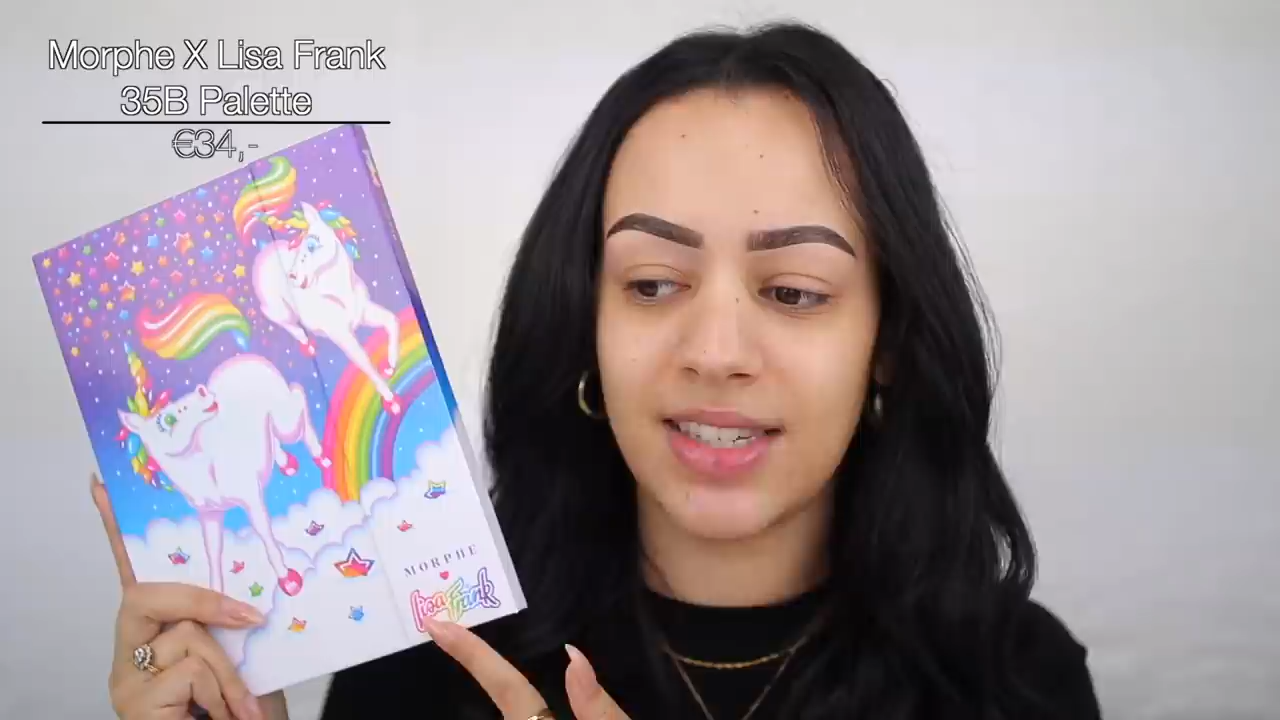 Morphe X Lisa Frank
35B Palette
€34,-
MORPHE
lisa Frank